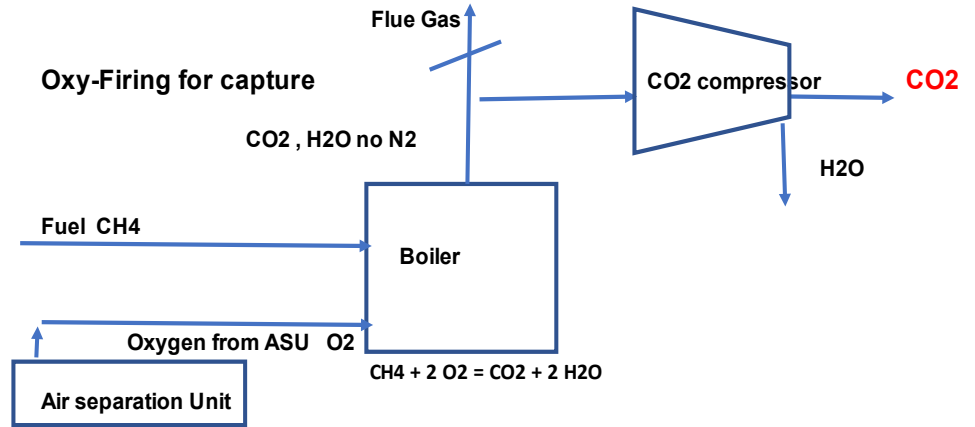 Flue Gas
Oxy-Firing for capture
CO2 compressor
CO2
CO2 , H2O no N2
H2O
Fuel CH4
Boiler
Oxygen from ASU O2
CH4 + 2 O2 = CO2 + 2 H2O
Air separation Unit